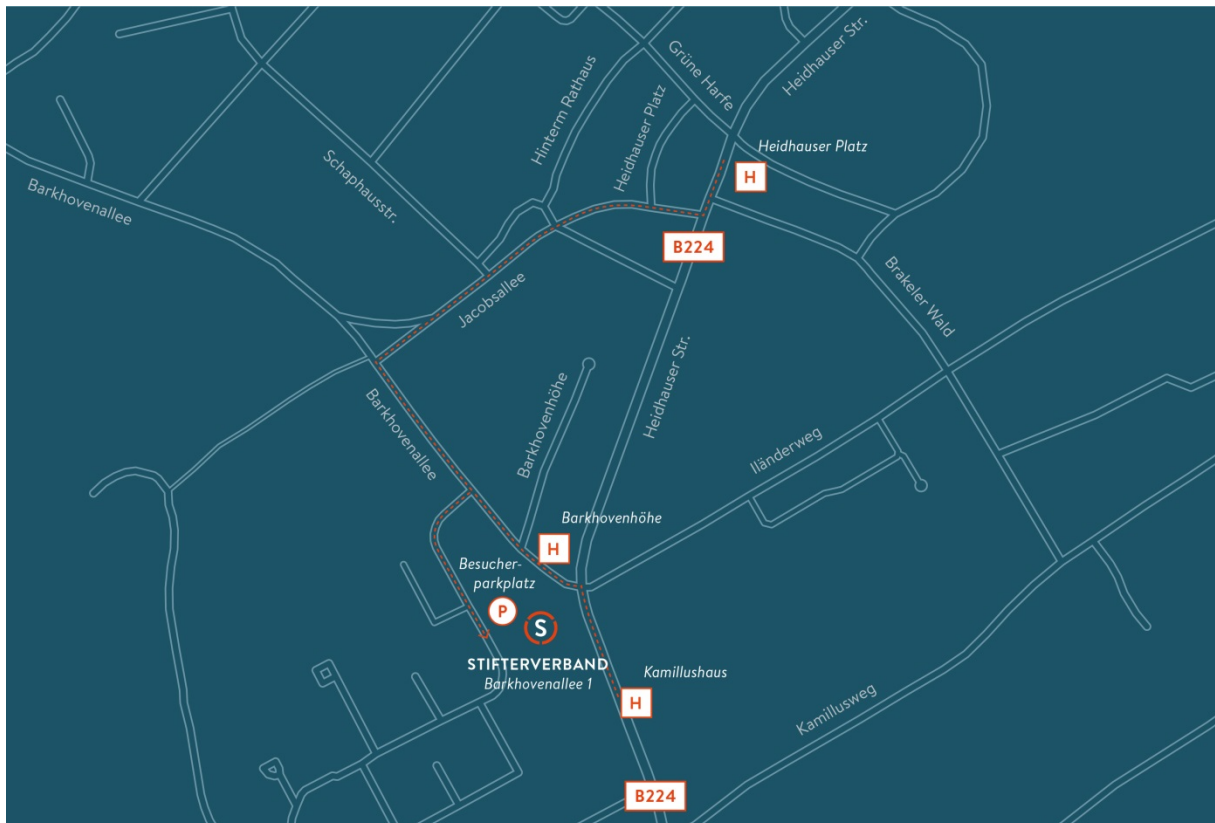 Heidhauser Str.
Grüne Harfe
Hinterm Rathaus
Heidhauser Platz
Heidhauser Platz
H
Schaphausstr.
Barkhovenallee
B224
Brakeler Wald
Jacobsallee
Heidhauser Str.
Barkhovenhöhe
Barkhovenallee
Iländerweg
Barkhovenhöhe
H
Besucher-
parkplatz
P
S
STIFTERVERBAND
Barkhovenallee 1
Kamillushaus
H
Kamillusweg
B224